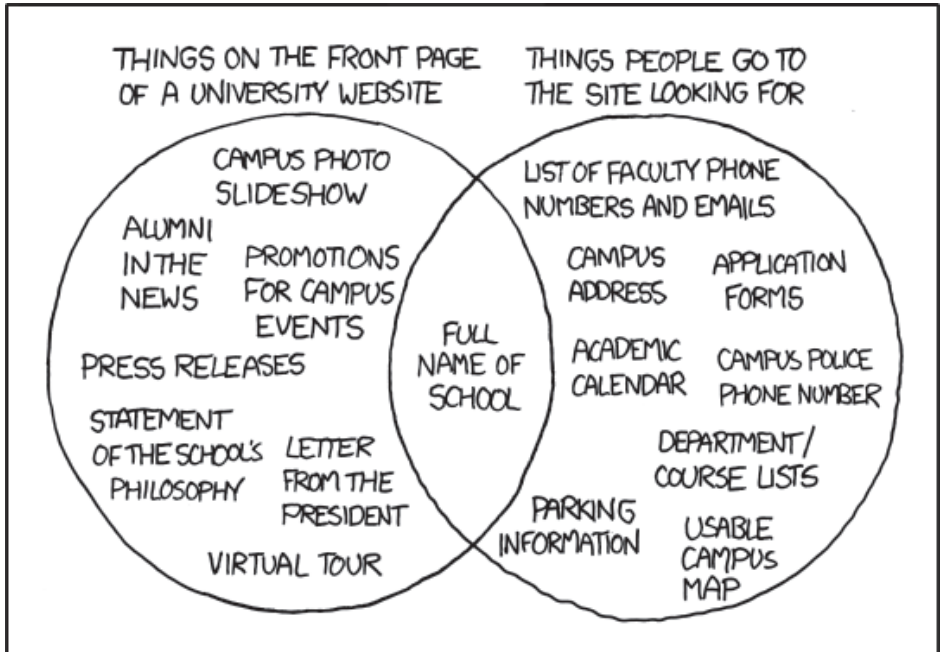 THINGS ON THE FRONT PAGE
OF A UNIVERSITY WEBSITE
THINGS PEOPLE GO TO
THE SITE LOOKING FOR
CAMPUS PHOTO
SLIDESHOW
ALUMNI
IN THE
NEWS
PROMOTIONS
FOR CAMPUS
EVENTS
PRESS RELEASES
STATEMENT
OF THE SCHOOL'S
PHILOSOPHY
LETTER
FROM THE
PRESIDENT
VIRTUAL TOUR
FULL
NAME OF
SCHOOL
LIST OF FACULTY PHONE
NUMBERS AND EMAILS
CAMPUS
ADDRESS
APPLICATION
FORMS
ACADEMIC
CALENDAR
CAMPUS POLICE
PHONE NUMBER
DEPARTMENT/
COURSE LISTS
PARKING
INFORMATION
USABLE
CAMPUS
MAP